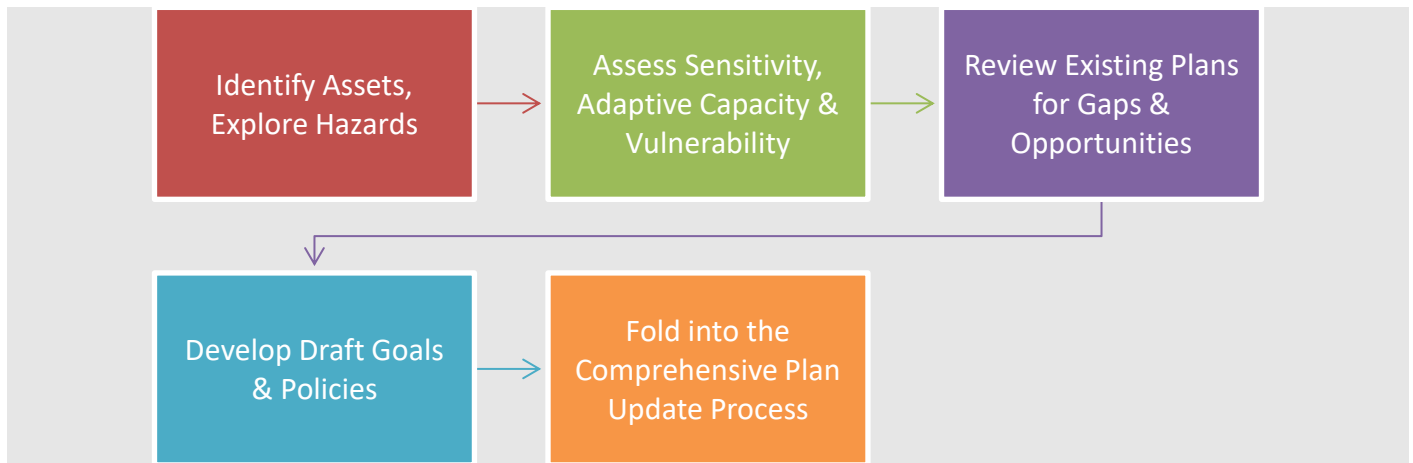 Identify Assets,
Explore Hazards
Assess Sensitivity,
Adaptive Capacity &
Vulnerability
Review Existing Plans
for Gaps &
Opportunities
Develop Draft Goals
& Policies
Fold into the
Comprehensive Plan
Update Process